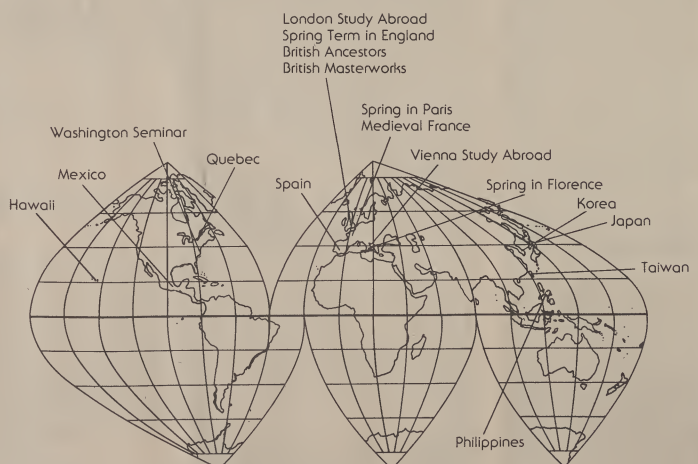 London Study Abroad
Spring Term in England
British Ancestors
British Masterworks
Spring in Paris
Medieval France
Washington Seminar
Vienna Study Abroad
Quebec
Mexico
Spain
Spring in Florence
Korea
Hawaii
Japan
Taiwan
Philippines